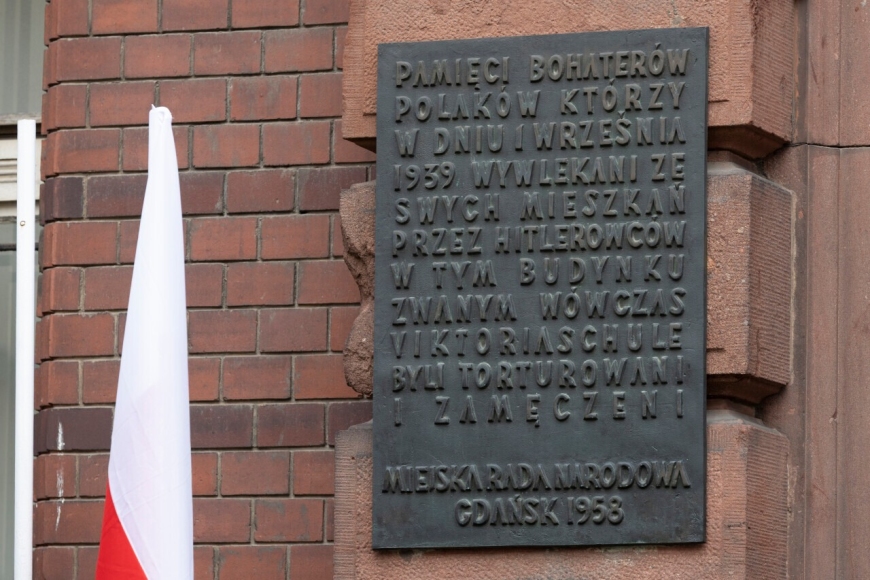 PAMIĘCI BOHATERÓW
POLAKÓW KTÓRZY
W DNIU 1 WRZEŚNIA
1939 WYWLEKANI ZE
SWYCH MIESZKAŃ
PRZEZ HITLEROWCÓW
W TYM BUDYNKU
ZWANYM WÓWCZAS
VIKTORIASCHULE
BYLI TORTUROWANI
I ZAMĘCZENI
MIEJSKA RADA NARODOWA
GDAŃSK 1958